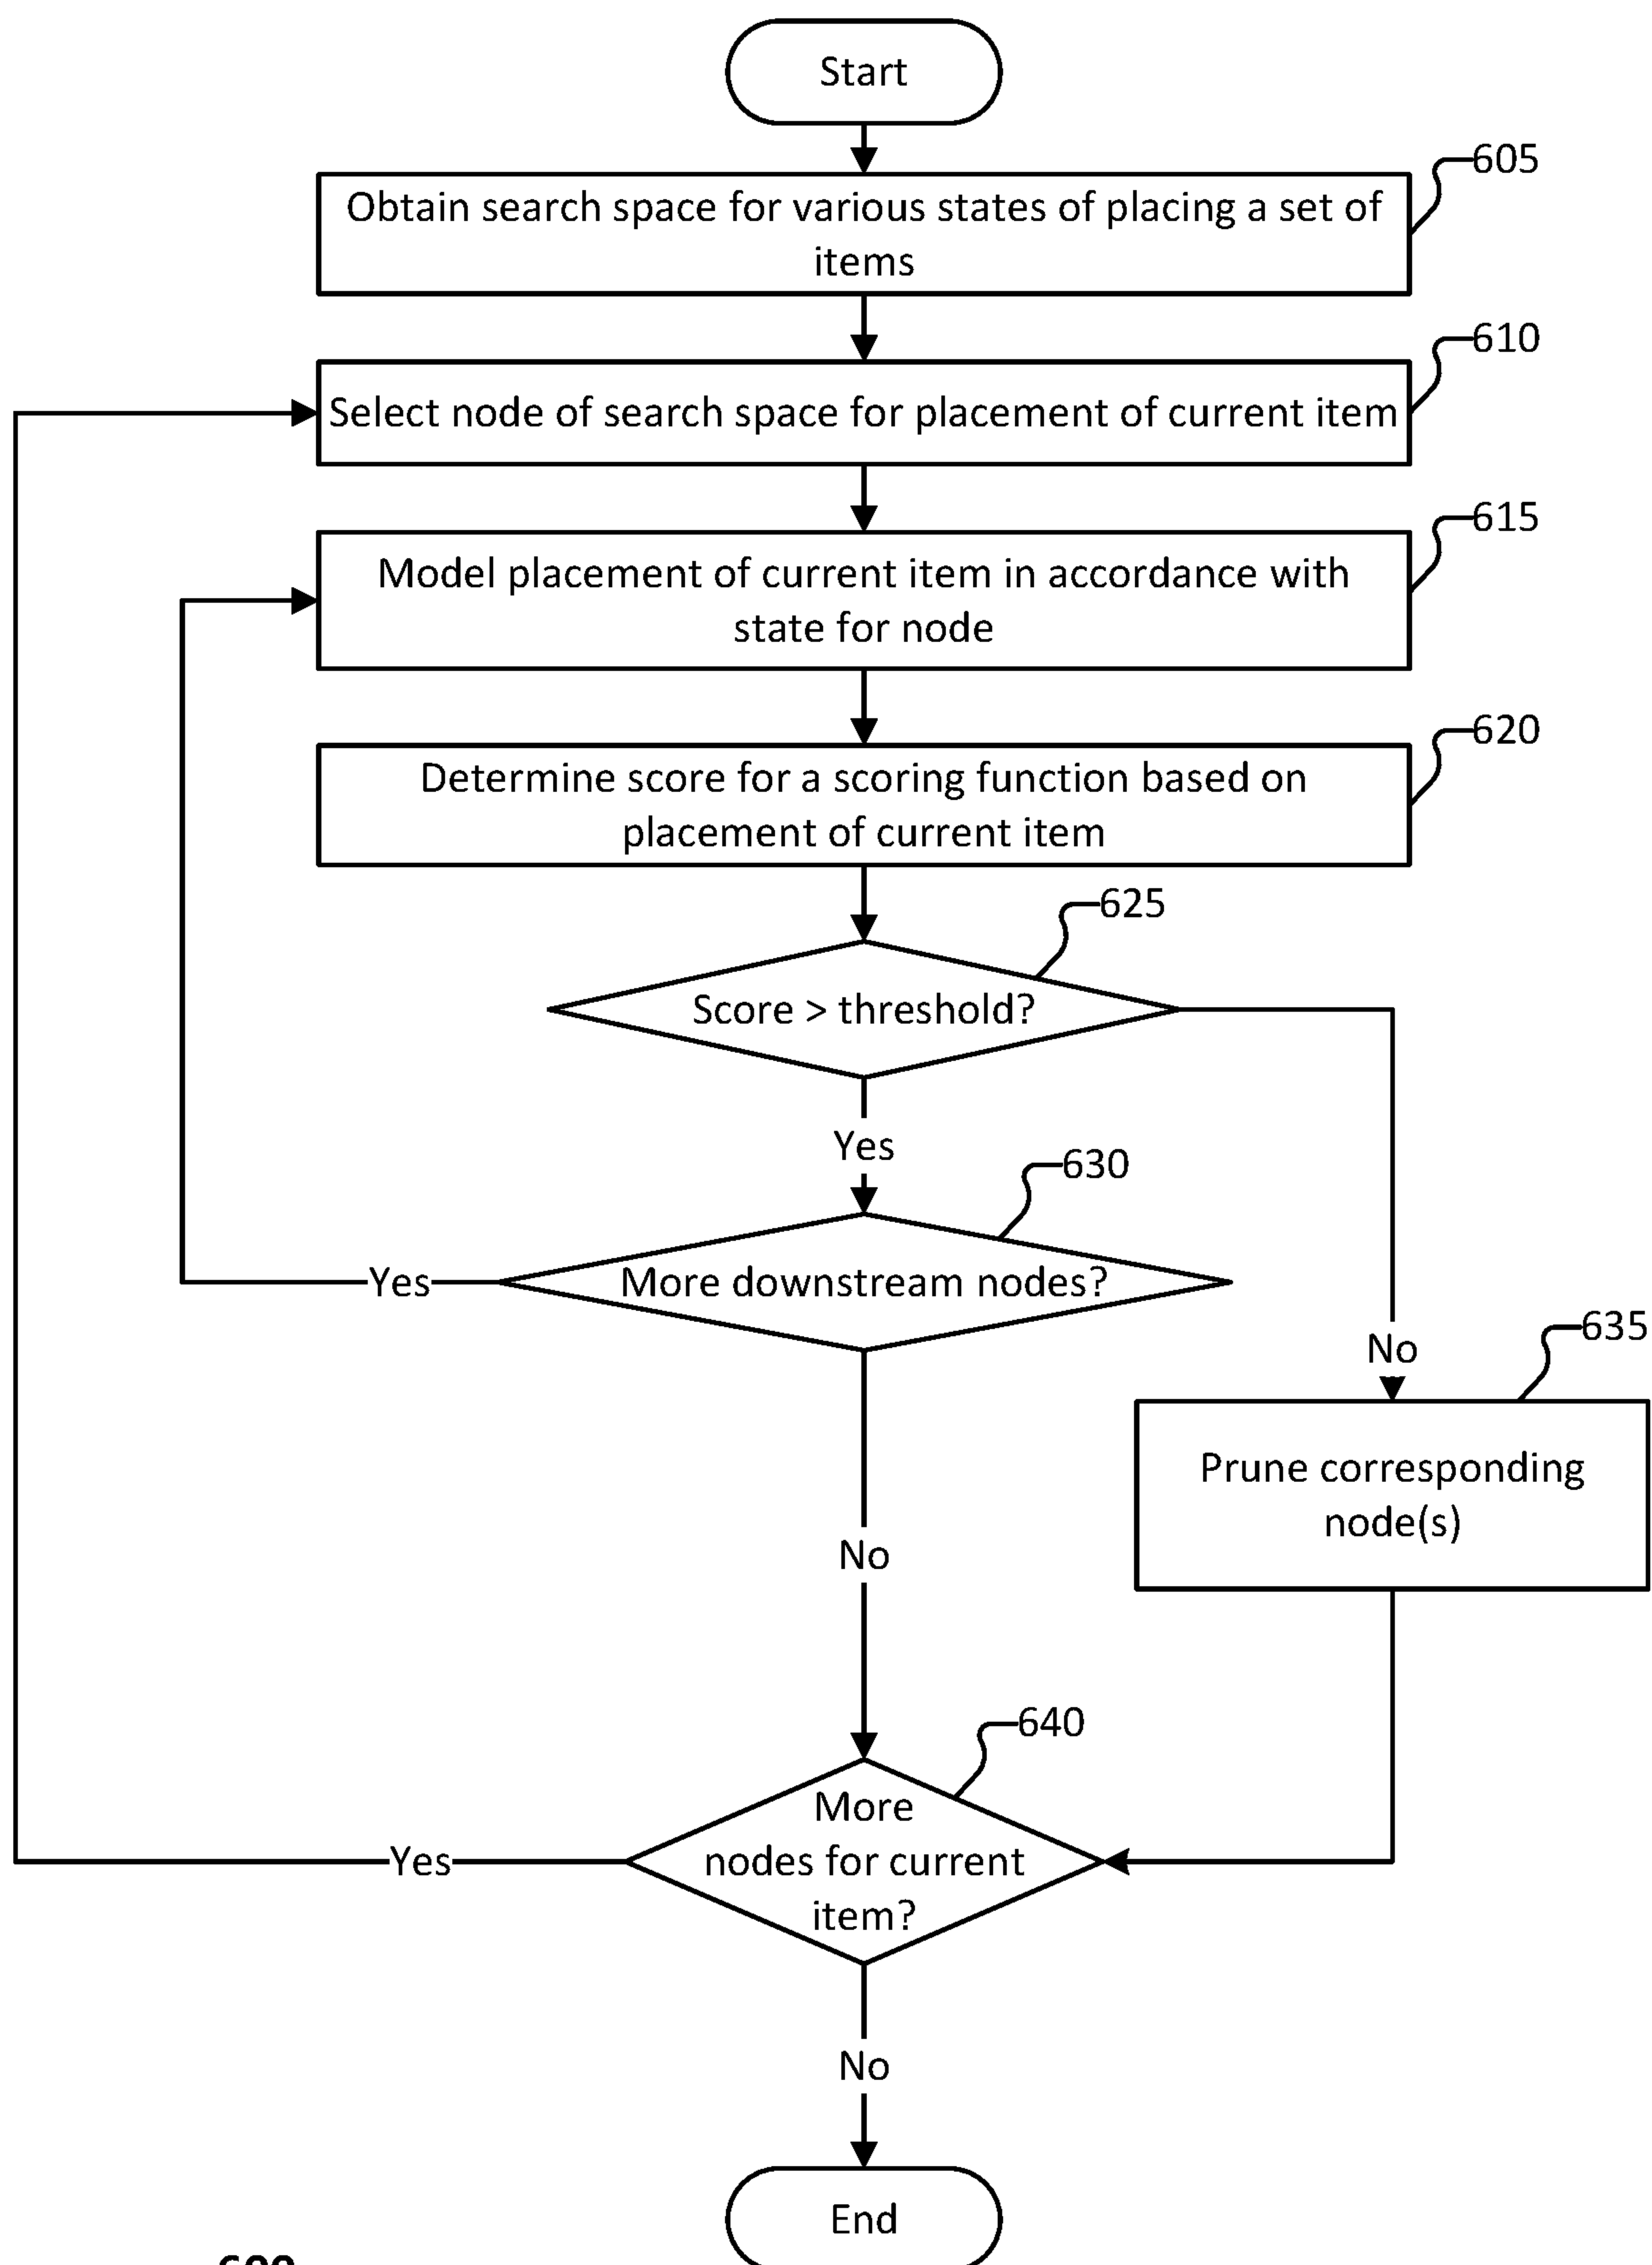 Start
605
Obtain search space for various states of placing a set of
items
610
Select node of search space for placement of current item
615
Model placement of current item in accordance with
state for node
620
Determine score for a scoring function based on
placement of current item
625
Score > threshold?
Yes
630
More downstream nodes?
Yes
635
No
Prune corresponding
node(s)
No
640
More
nodes for current
item?
Yes
No
End